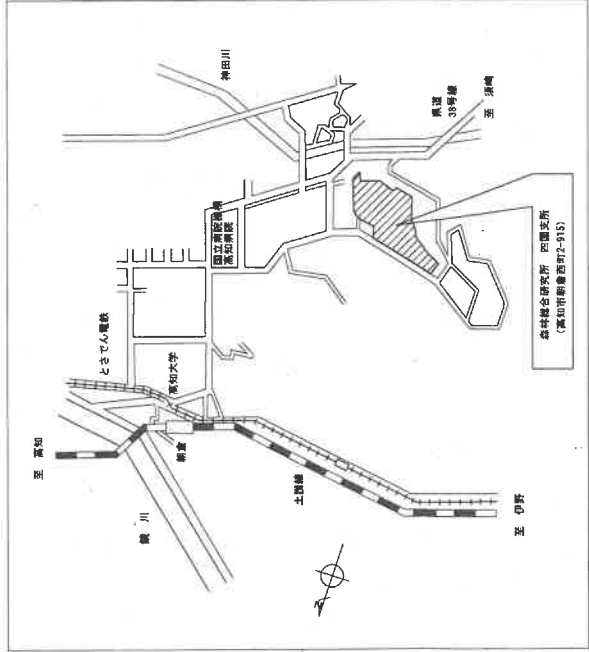 至 高知
鏡川
とさでん電鉄
朝倉
高知大学
国立病院機構
高知病院
神田川
土讃線
県道
38号線
至 須崎
至 伊野
森林総合研究所 四国支所
(高知市朝倉西町2-915)
N